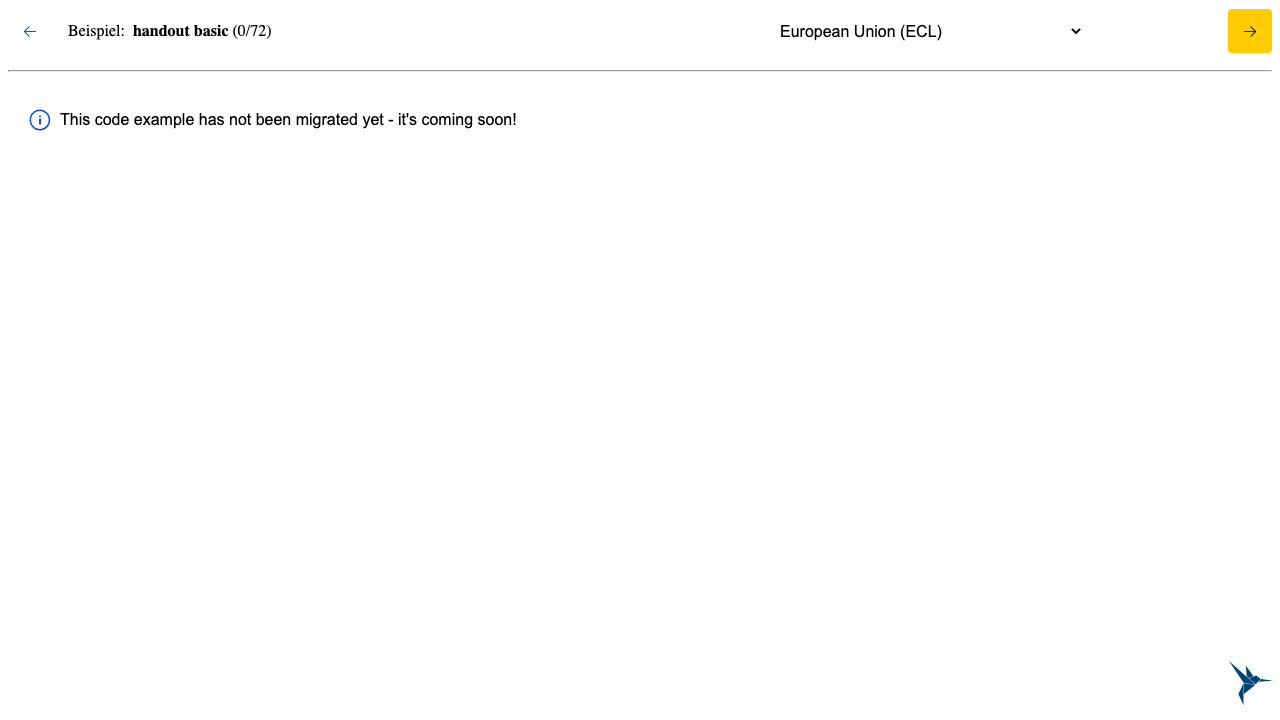 Beispiel: handout basic (0/72)
European Union (ECL)
This code example has not been migrated yet - it's coming soon!